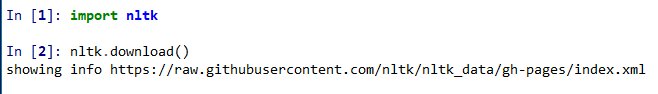 In [1]: import nltk
In [2]: nltk.download()
showing info https://raw.githubusercontent.com/nltk/nltk_data/gh-pages/index.xml